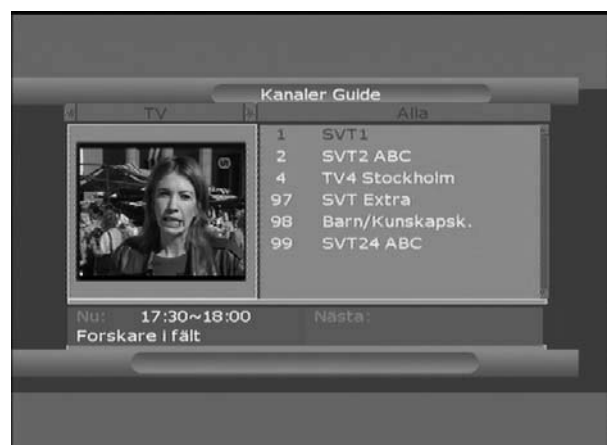 Kanaler Guide
TV
Alla
1 SVT1
2 SVT2 ABC
4 TV4 Stockholm
97 SVT Extra
98 Barn/Kunskapsk.
99 SVT24 ABC
Nu: 17:30~18:00
Forskare i fält
Nästa: